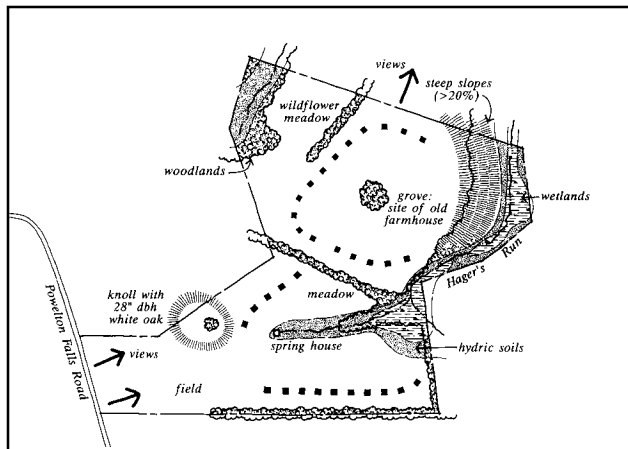 views
steep slopes
(>20%)
wildflower
meadow
woodlands
wetlands
grove:
site of old
farmhouse
Hager's Run
knoll with
28" dbh
white oak
meadow
spring house
hydric soils
views
field
Powelton Falls Road